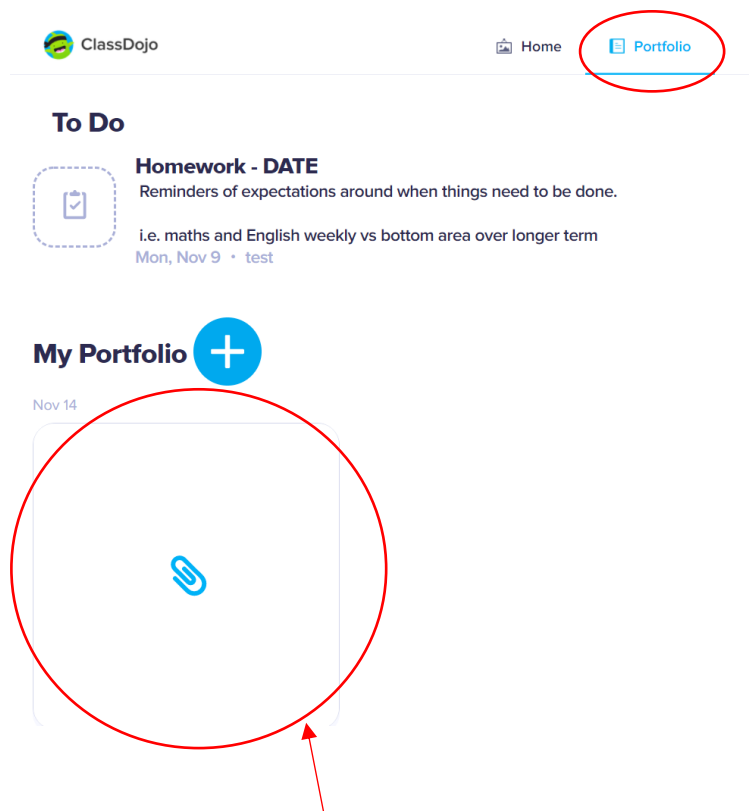 ClassDojo
Home
Portfolio
To Do
Homework - DATE
Reminders of expectations around when things need to be done.
i.e. maths and English weekly vs bottom area over longer term
Mon, Nov 9 • test
My Portfolio
Nov 14